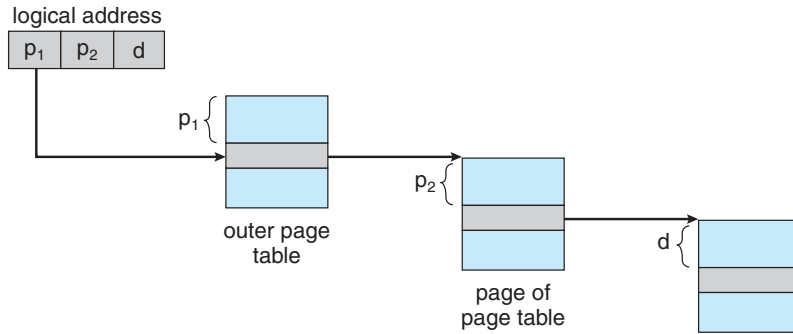 logical address
p1 p2 d
p1
outer page
table
p2
page of
page table
d